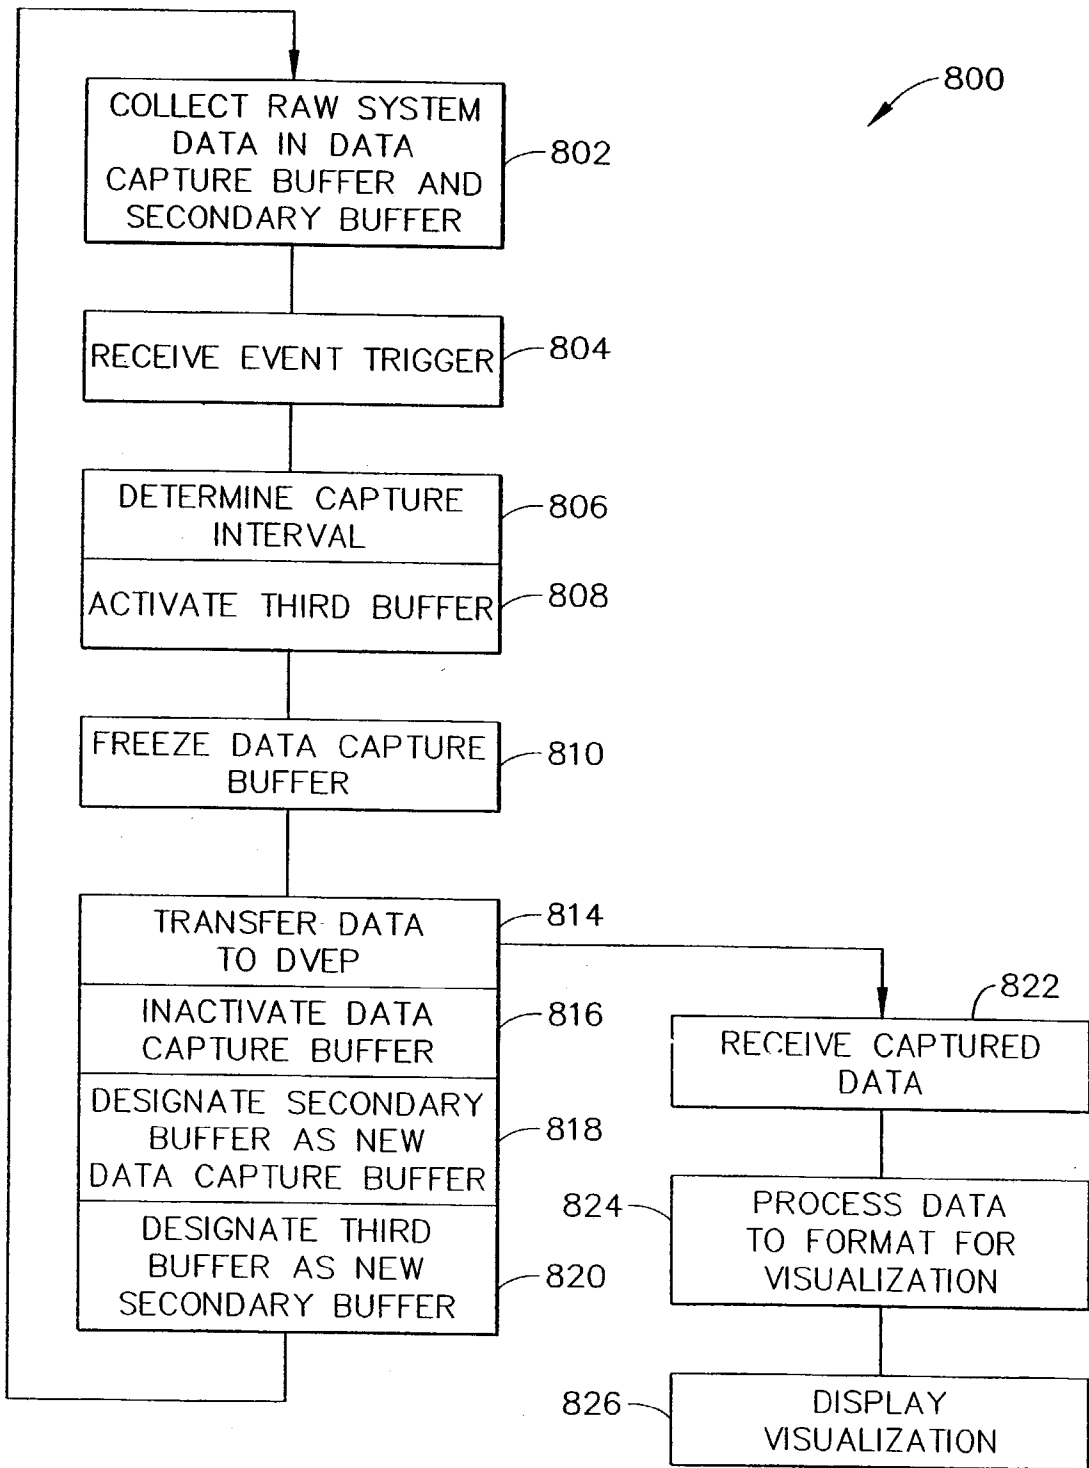 800
COLLECT RAW SYSTEM
DATA IN DATA
CAPTURE BUFFER AND
SECONDARY BUFFER
802
RECEIVE EVENT TRIGGER
804
DETERMINE CAPTURE
INTERVAL
806
ACTIVATE THIRD BUFFER
808
FREEZE DATA CAPTURE
BUFFER
810
TRANSFER DATA
TO DVEP
814
INACTIVATE DATA
CAPTURE BUFFER
816
DESIGNATE SECONDARY
BUFFER AS NEW
DATA CAPTURE BUFFER
818
DESIGNATE THIRD
BUFFER AS NEW
SECONDARY BUFFER
820
822
RECEIVE CAPTURED
DATA
824
PROCESS DATA
TO FORMAT FOR
VISUALIZATION
826
DISPLAY
VISUALIZATION